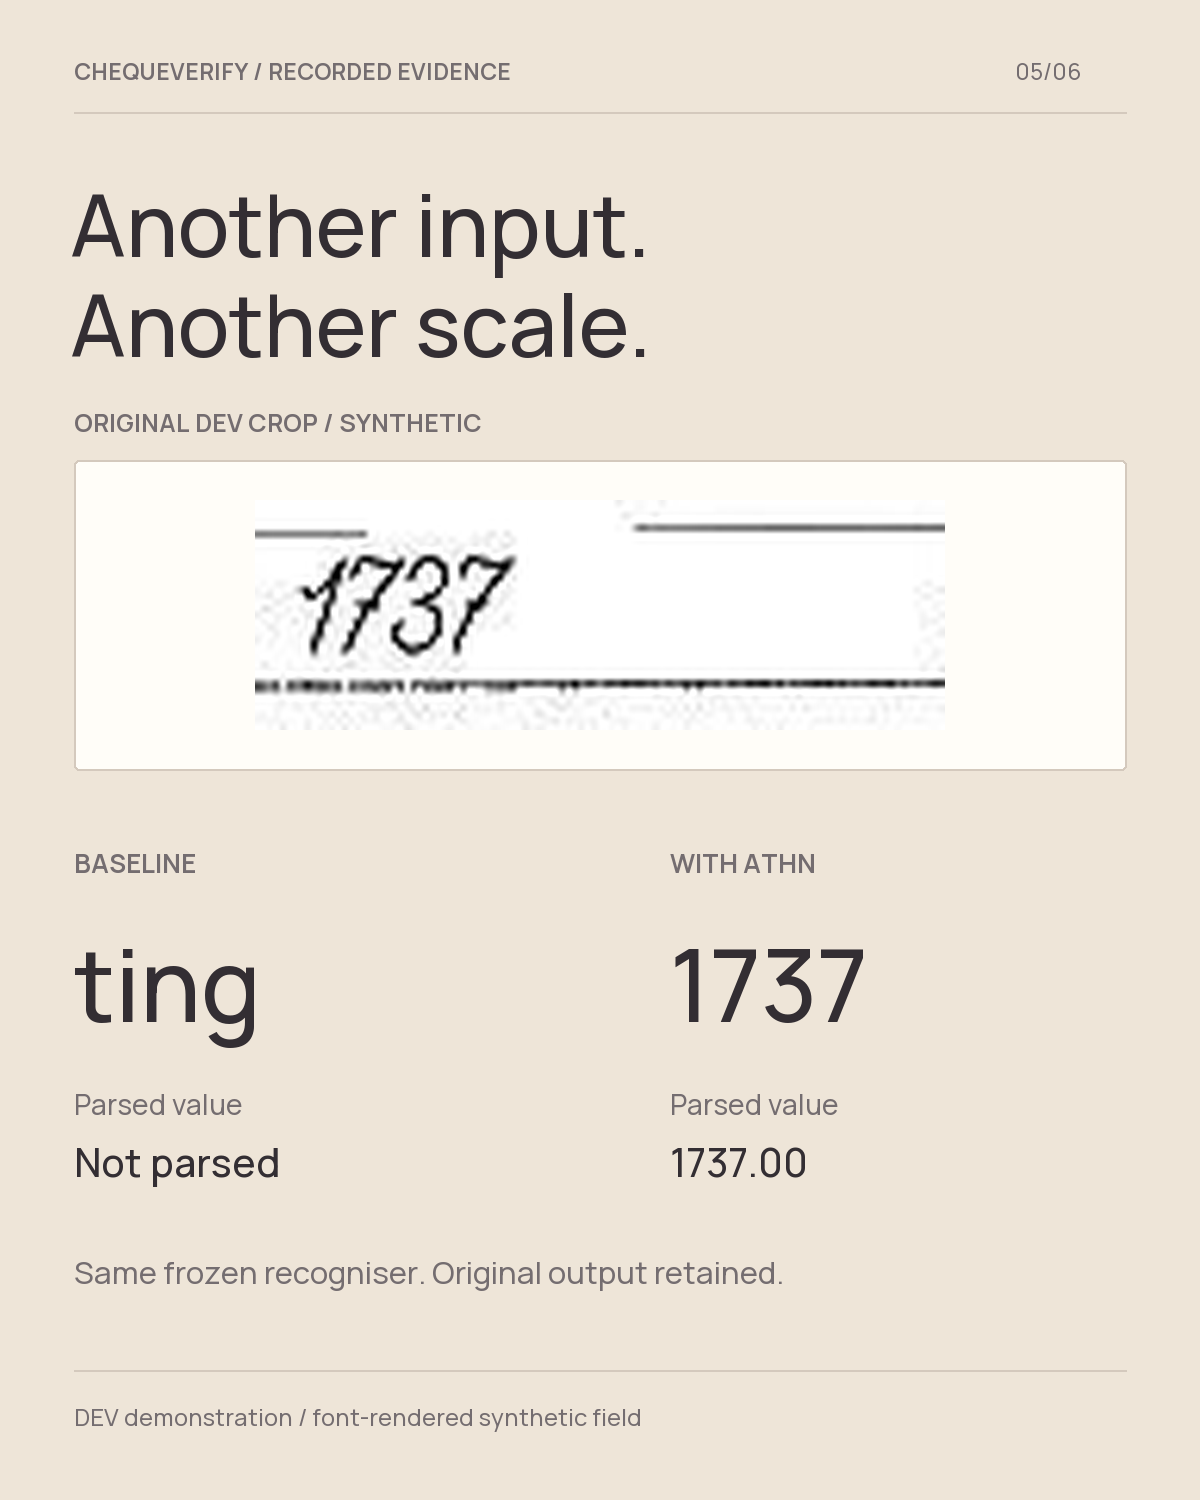 CHEQUEVERIFY / RECORDED EVIDENCE 05/06
Another input.
Another scale.
ORIGINAL DEV CROP / SYNTHETIC
1737
BASELINE WITH ATHN
ting 1737
Parsed value Parsed value
Not parsed 1737.00
Same frozen recogniser. Original output retained.
DEV demonstration / font-rendered synthetic field